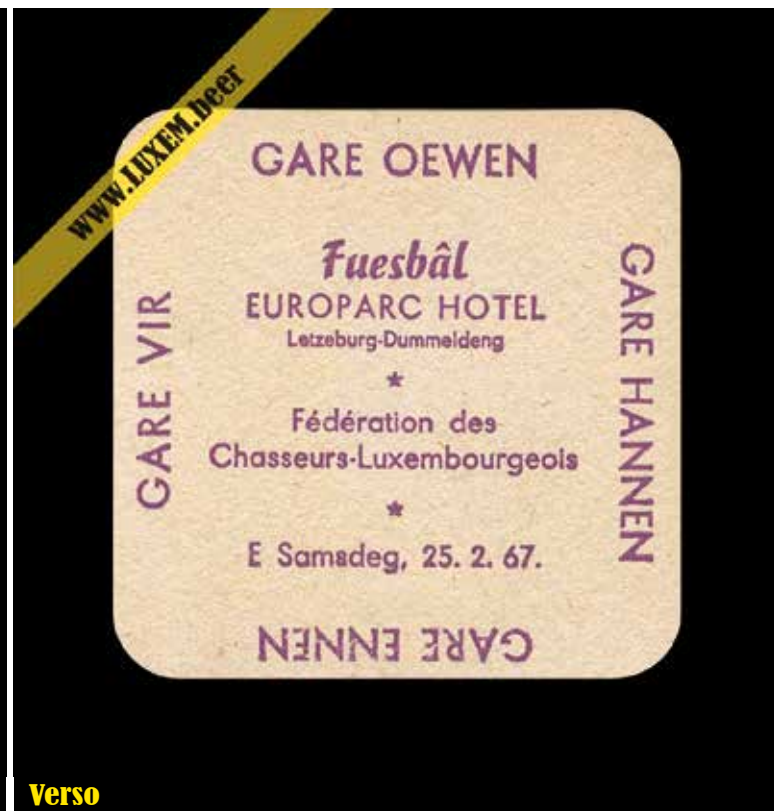 www.LUXEM.beer
GARE OEWEN
Fuesbâl
EUROPARC HOTEL
Letzeburg-Dummeldeng
*
Fédération des
Chasseurs-Luxembourgeois
*
E Samsdeg, 25. 2. 67.
GARE VIR
GARE HANNEN
GARE ENNEN
Verso